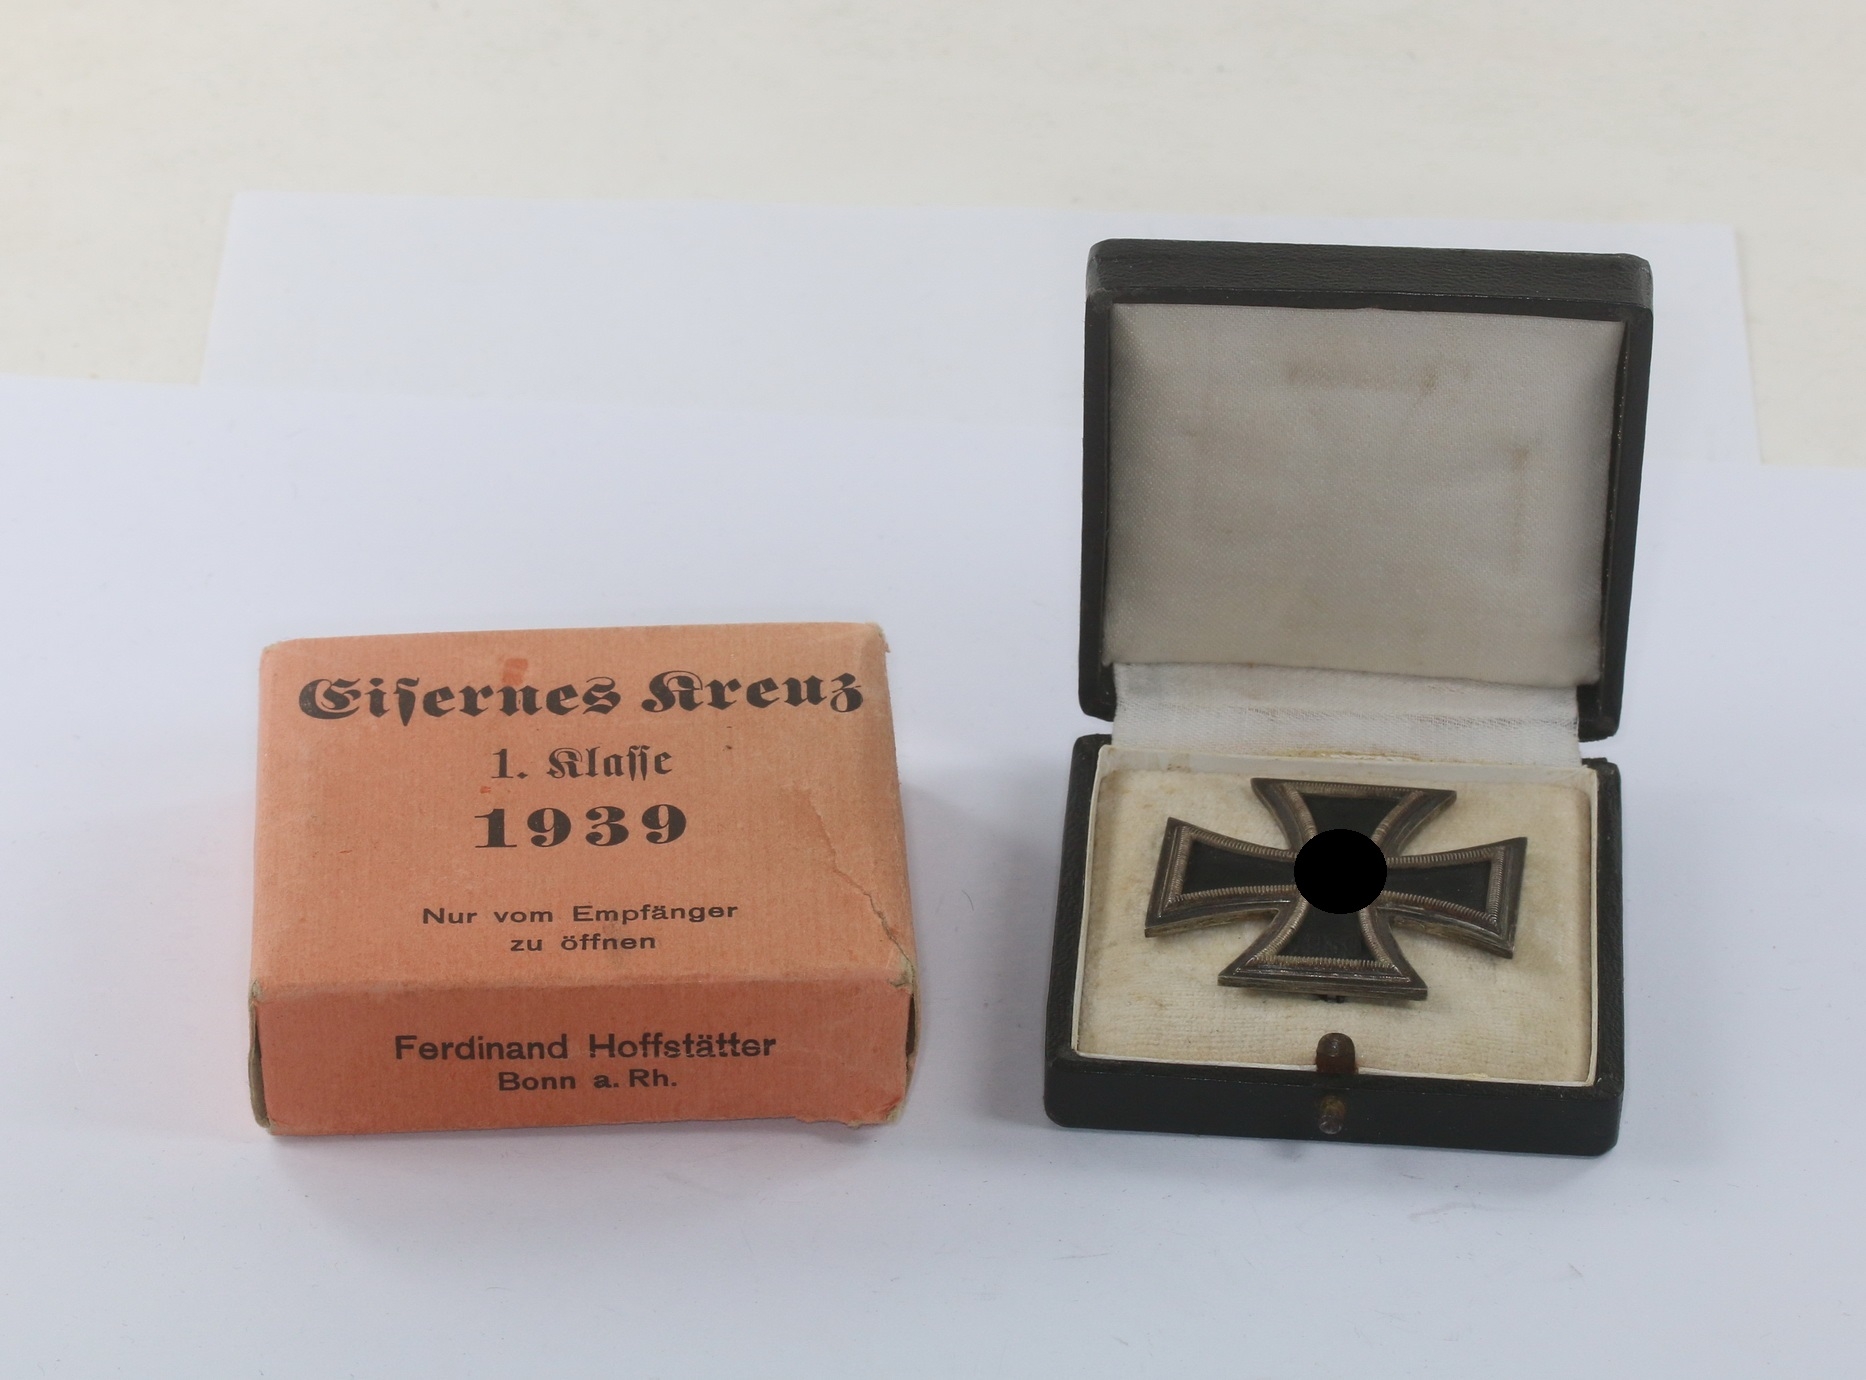 Eiſernes Kreuz
1. Klaſſe
1939
Nur vom Empfänger
zu öffnen
Ferdinand Hoffstätter
Bonn a. Rh.